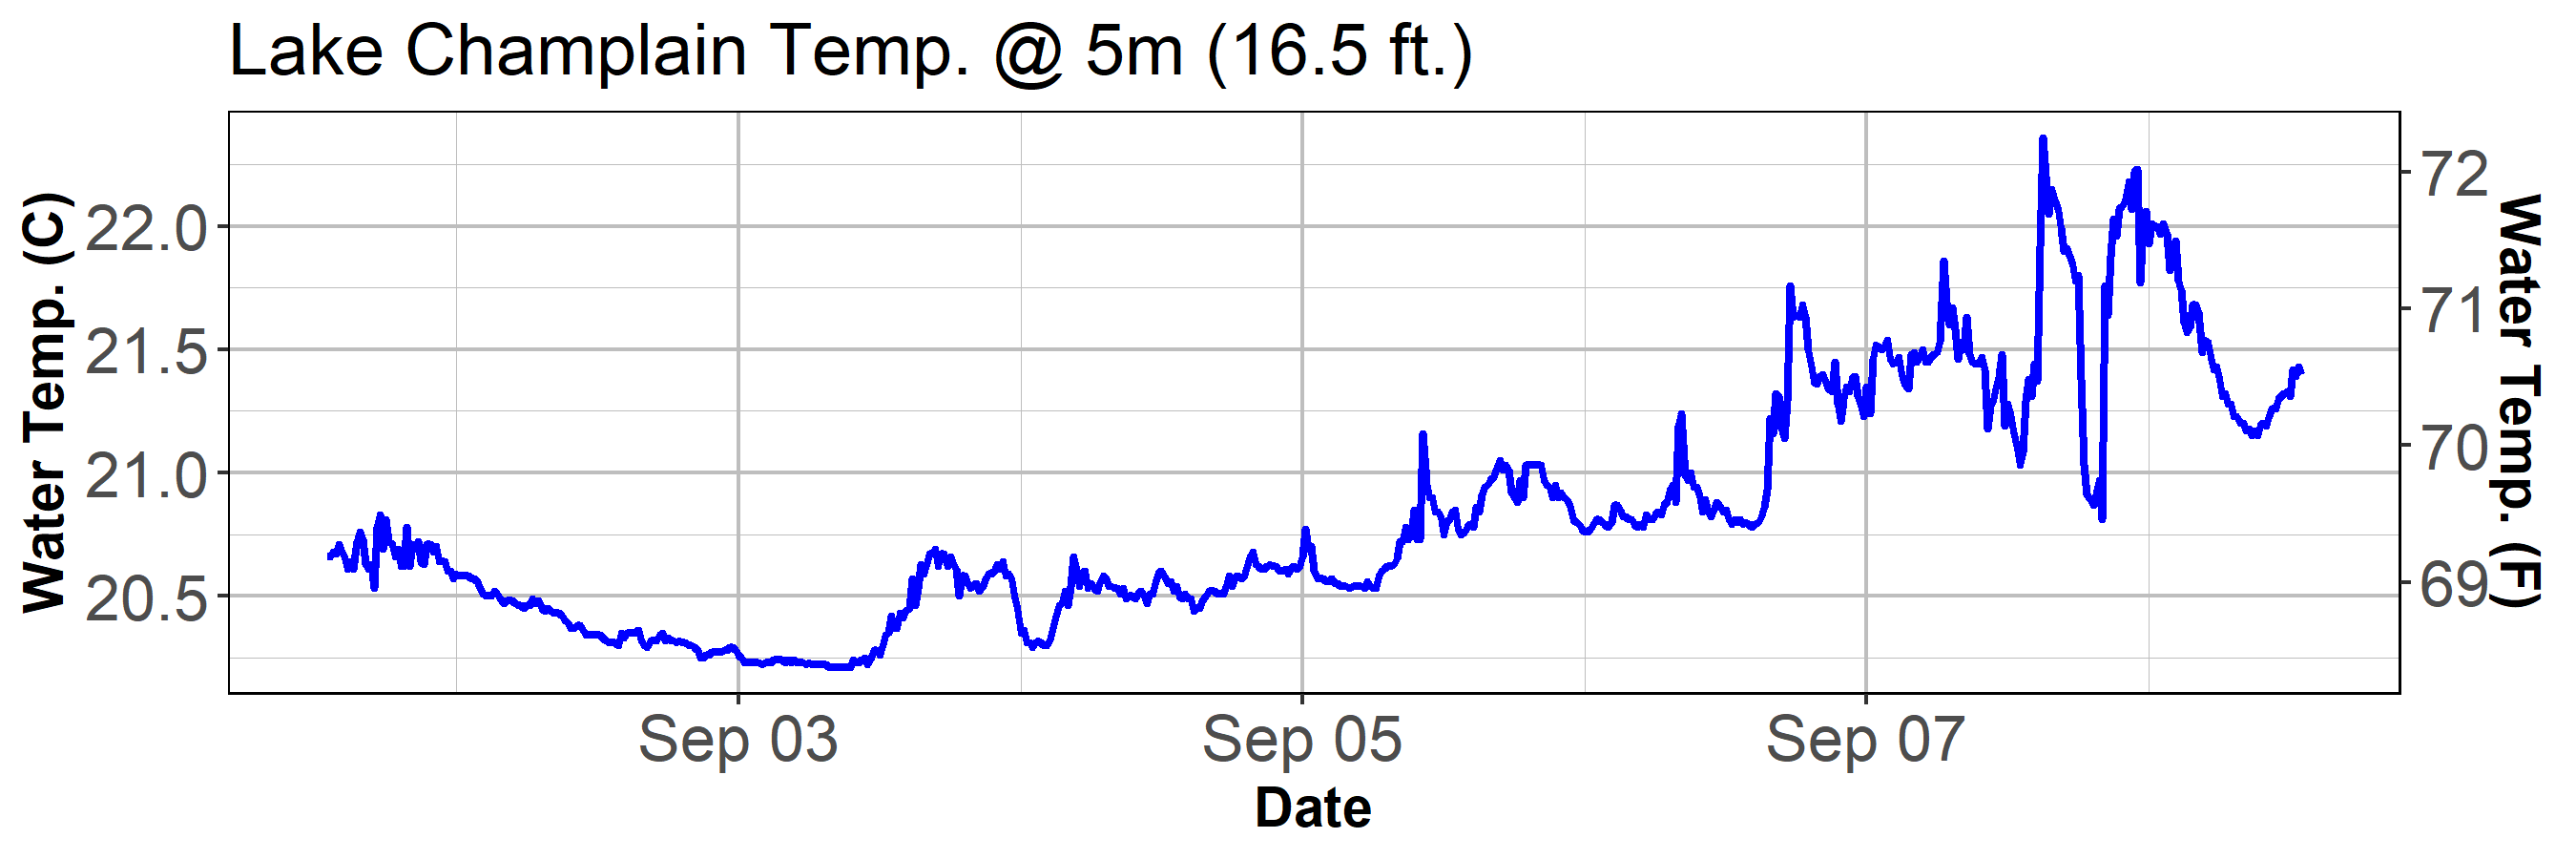 Lake Champlain Temp. @ 5m (16.5 ft.)
Water Temp. (C)
22.0
21.5
21.0
20.5
72
71
70
69
Water Temp. (F)
Sep 03 Sep 05 Sep 07
Date